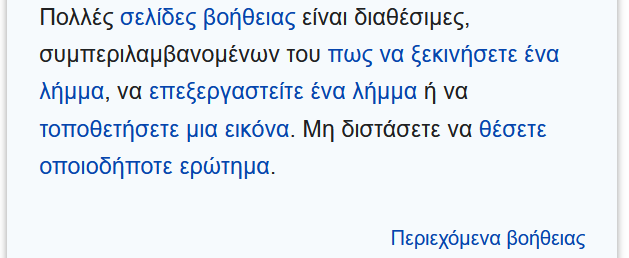 Πολλές σελίδες βοήθειας είναι διαθέσιμες,
συμπεριλαμβανομένων του πως να ξεκινήσετε ένα
λήμμα, να επεξεργαστείτε ένα λήμμα ή να
τοποθετήσετε μια εικόνα. Μη διστάσετε να θέσετε
οποιοδήποτε ερώτημα.
Περιεχόμενα βοήθειας